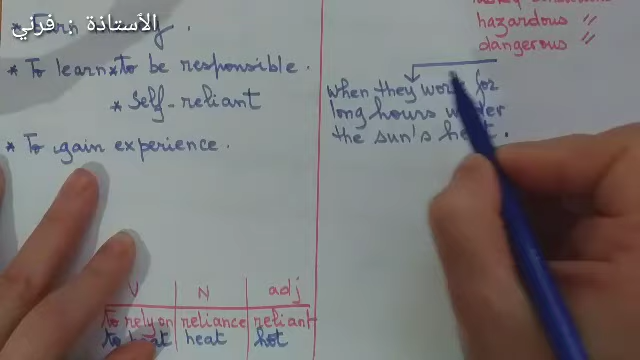 الأستاذة : فرني
* To learn * to be responsible.
* Self-reliant
* To gain experience.
V N adj
to rely on reliance reliant
to heat heat hot
hazardous //
dangerous //
when they work for
long hours under
the sun's heat.